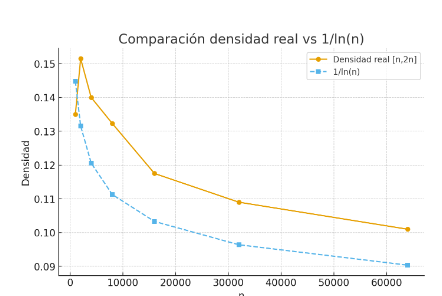 Comparación densidad real vs 1/ln(n)
Densidad real [n,2n]
1/ln(n)
0.15
0.14
0.13
0.12
0.11
0.10
0.09
Densidad
0 10000 20000 30000 40000 50000 60000
n